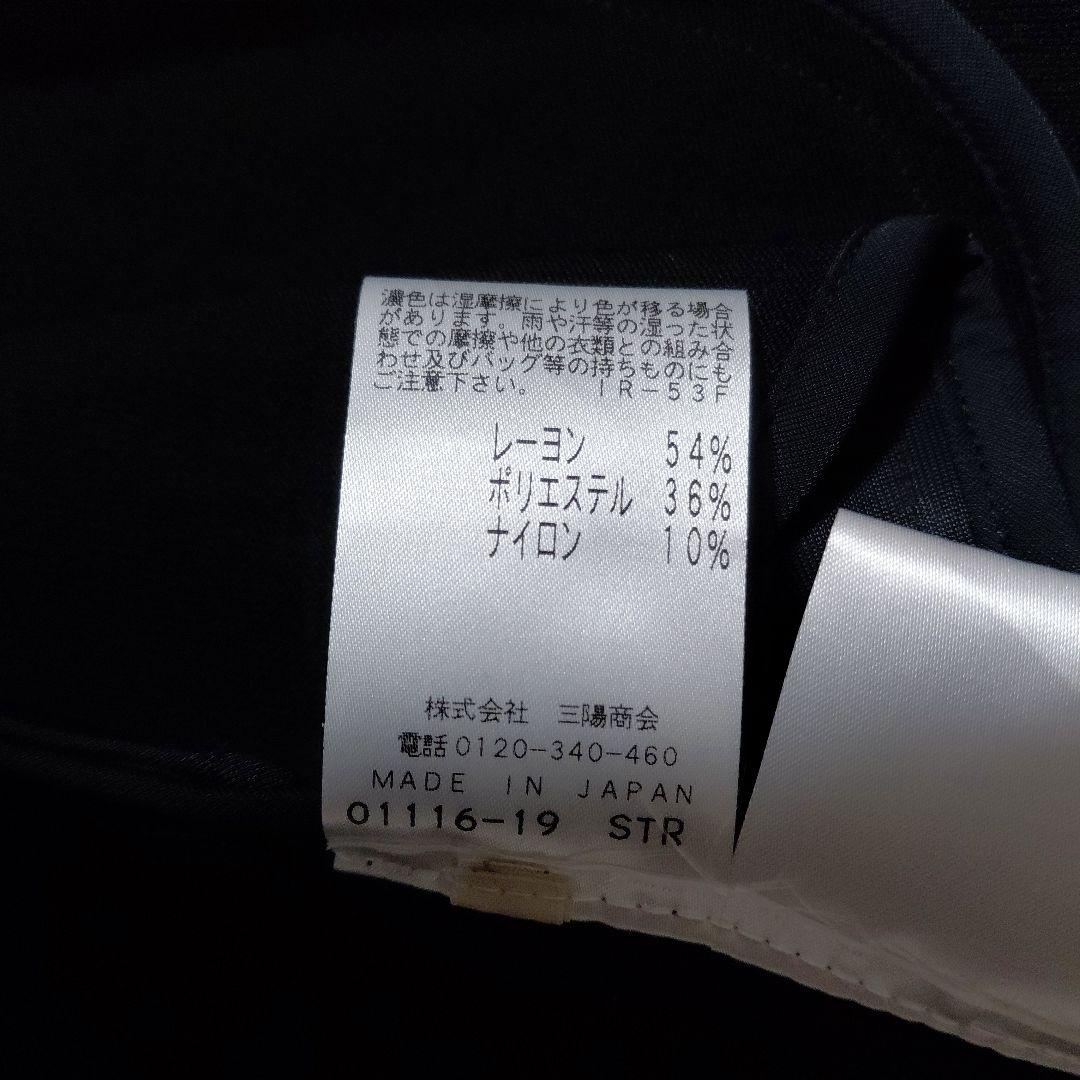 濃色は湿摩擦により色が移る場合
があります。雨や汗等の湿った状
態での摩擦や他の衣類との組み合
わせ及びバッグ等の持ちものにも
ご注意下さい。 IR-53F
レーヨン 54%
ポリエステル 36%
ナイロン 10%
株式会社 三陽商会
電話0120-340-460
MADE IN JAPAN
01116-19 STR